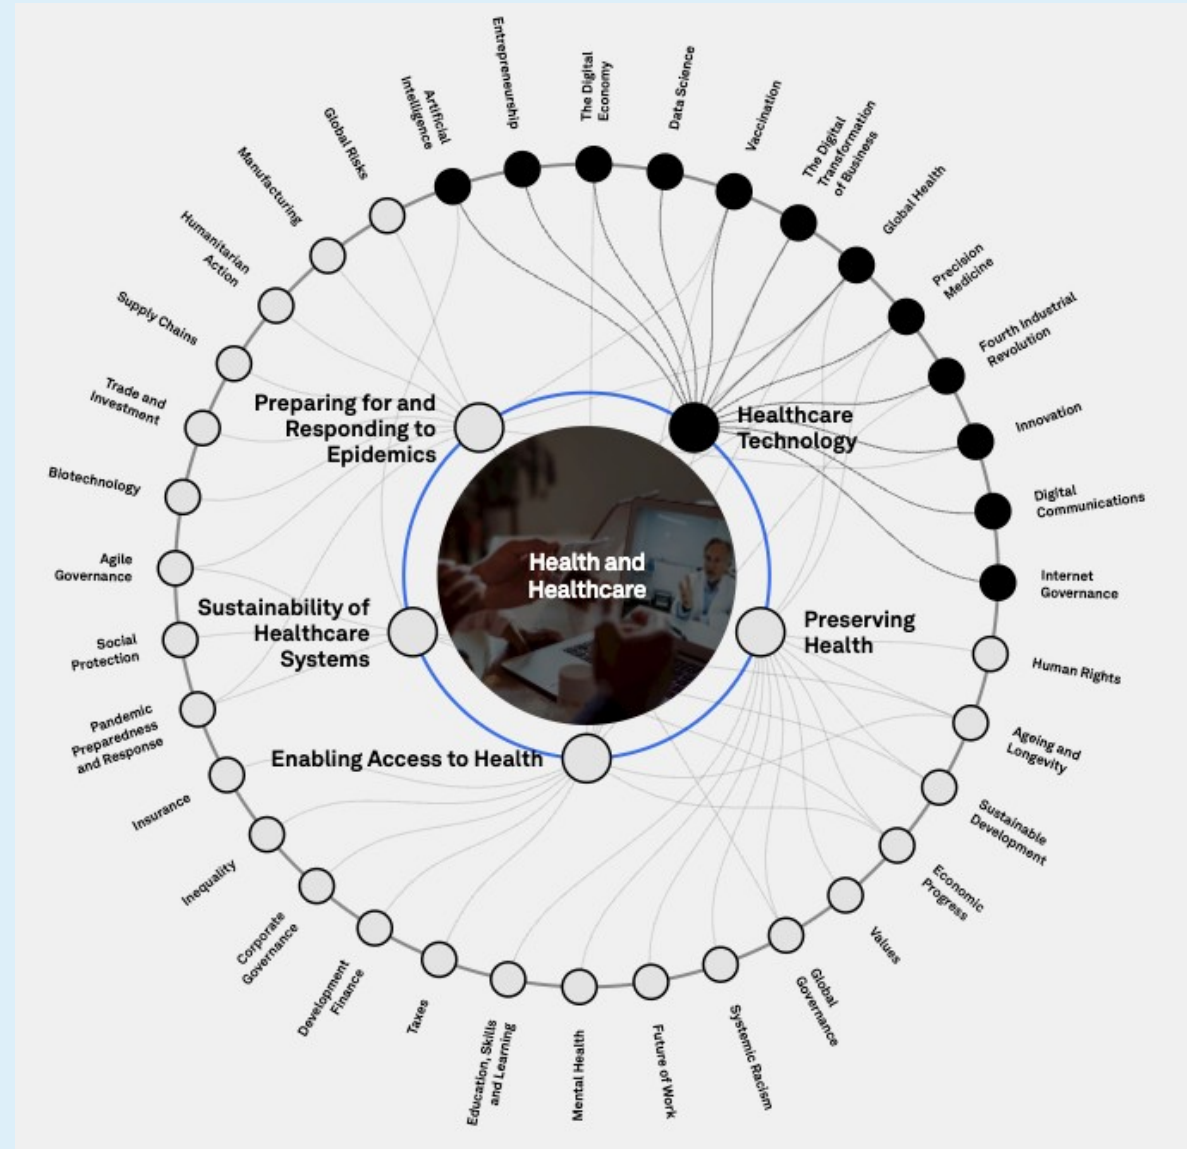 Entrepreneurship
The Digital
Economy
Data Science
Vaccination
The Digital
Transformation
of Business
Global Health
Precision
Medicine
Fourth Industrial
Revolution
Innovation
Digital
Communications
Internet
Governance
Human Rights
Ageing and
Longevity
Sustainable
Development
Economic
Progress
Values
Global
Governance
Systemic Racism
Future of Work
Mental Health
Education, Skills
and Learning
Taxes
Development
Finance
Corporate
Governance
Inequality
Insurance
Pandemic
Preparedness
and Response
Social
Protection
Agile
Governance
Biotechnology
Trade and
Investment
Supply Chains
Humanitarian
Action
Manufacturing
Global Risks
Artificial
Intelligence
Preparing for and
Responding to
Epidemics
Healthcare
Technology
Health and
Healthcare
Sustainability of
Healthcare
Systems
Preserving
Health
Enabling Access to Health